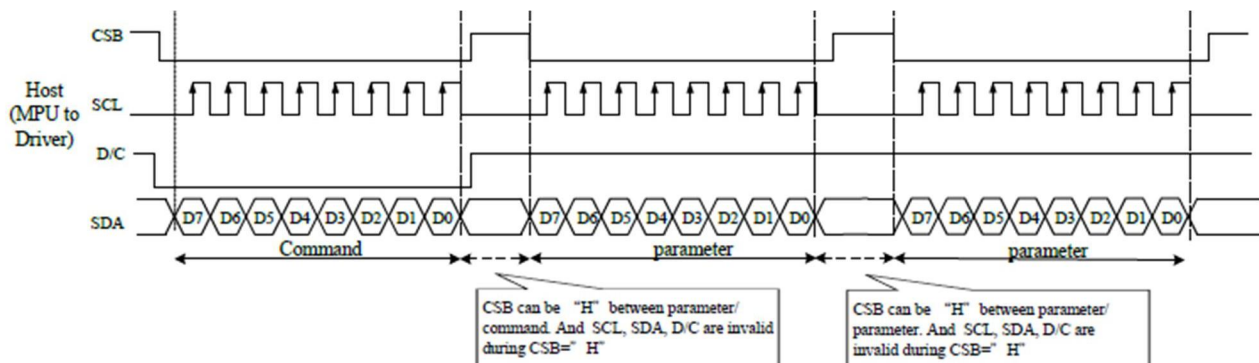 CSB
Host
(MPU to
Driver)
SCL
D/C
SDA
D7 D6 D5 D4 D3 D2 D1 D0 D7 D6 D5 D4 D3 D2 D1 D0 D7 D6 D5 D4 D3 D2 D1 D0
Command parameter parameter
CSB can be “H” between parameter/
command. And SCL, SDA, D/C are invalid
during CSB=” H”
CSB can be “H” between parameter/
parameter. And SCL, SDA, D/C are
invalid during CSB=” H”